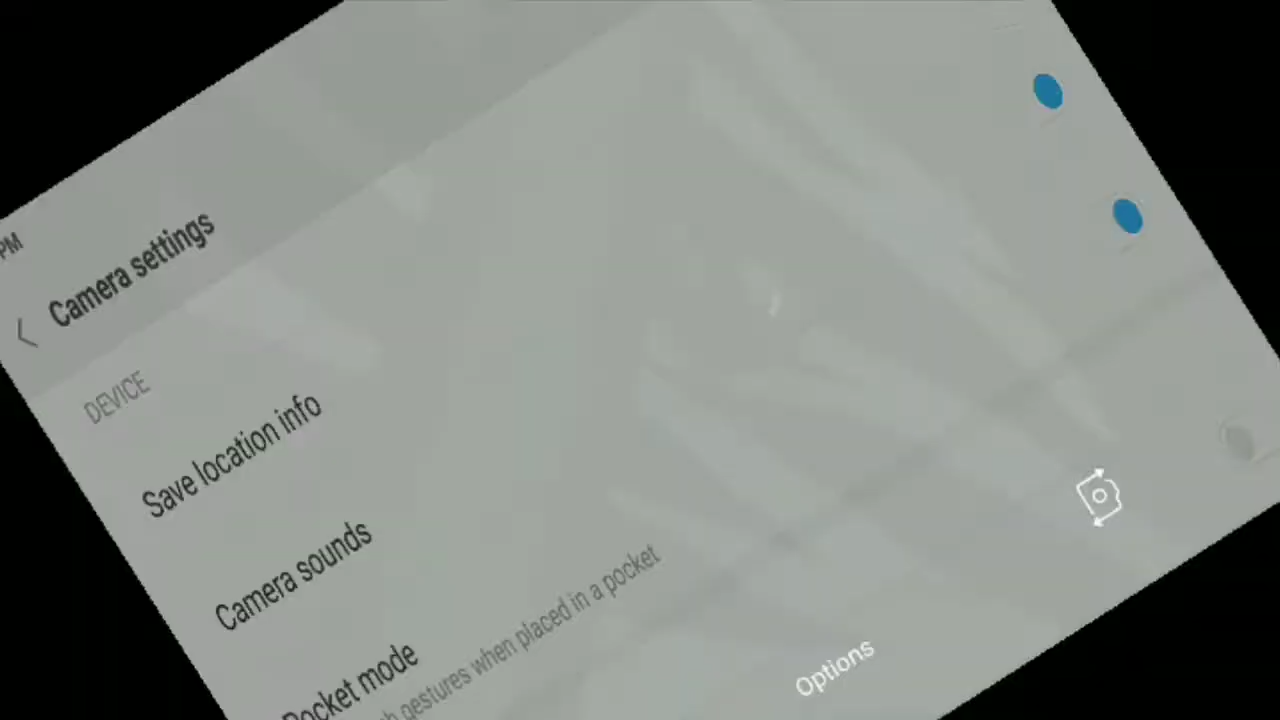 PM
Camera settings
DEVICE
Save location info
Camera sounds
Pocket mode
gestures when placed in a pocket
Options